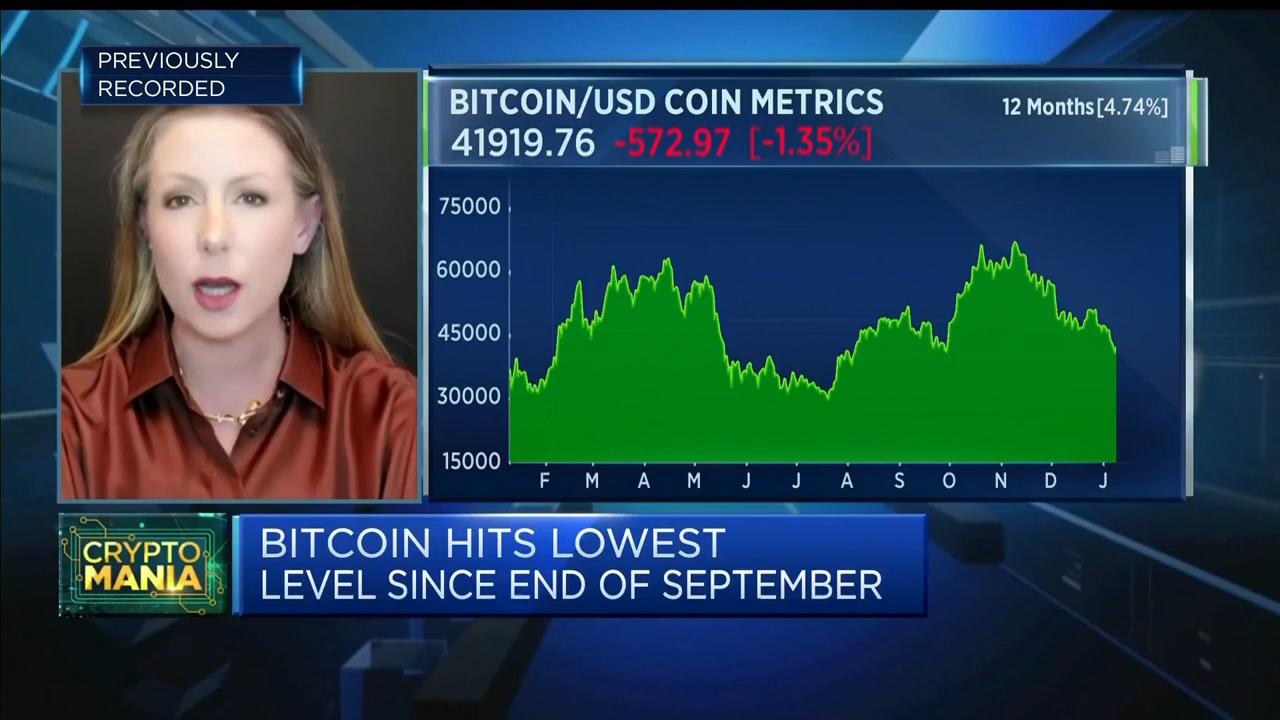 PREVIOUSLY
RECORDED
BITCOIN/USD COIN METRICS
12 Months[4.74%]
41919.76 -572.97 [-1.35%]
75000
60000
45000
30000
15000
F M A M J J A S O N D J
CRYPTO
MANIA
BITCOIN HITS LOWEST
LEVEL SINCE END OF SEPTEMBER